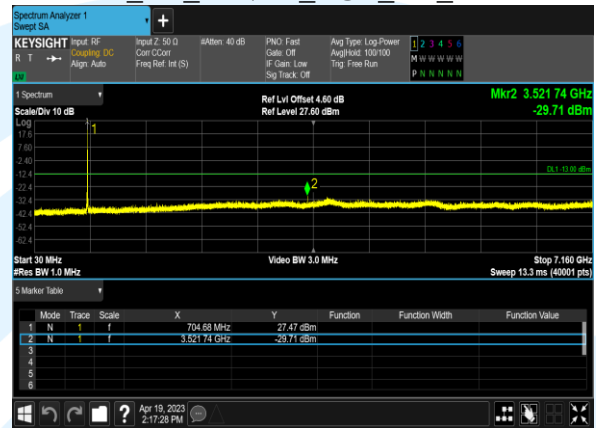 Spectrum Analyzer 1
Swept SA
+
KEYSIGHT Input: RF Input Z: 50 Ω #Atten: 40 dB PNO: Fast Avg Type: Log-Power 1 2 3 4 5 6
R T Coupling: DC Corr CCorr Gate: Off Avg|Hold: 100/100 M W W W W W
Align: Auto Freq Ref: Int (S) IF Gain: Low Trig: Free Run
LV Sig Track: Off P N N N N N
1 Spectrum Ref Lvl Offset 4.60 dB Mkr2 3.521 74 GHz
Scale/Div 10 dB Ref Level 27.60 dBm -29.71 dBm
Log
1
17.6
7.60
-2.40
-12.4 DL1 -13.00 dBm
-22.4 2
-32.4
-42.4
-52.4
-62.4
Start 30 MHz Video BW 3.0 MHz Stop 7.160 GHz
#Res BW 1.0 MHz Sweep 13.3 ms (40001 pts)
5 Marker Table
Mode Trace Scale X Y Function Function Width Function Value
1 N 1 f 704.68 MHz 27.47 dBm
2 N 1 f 3.521 74 GHz -29.71 dBm
3
4
5
6
? Apr 19, 2023
2:17:28 PM